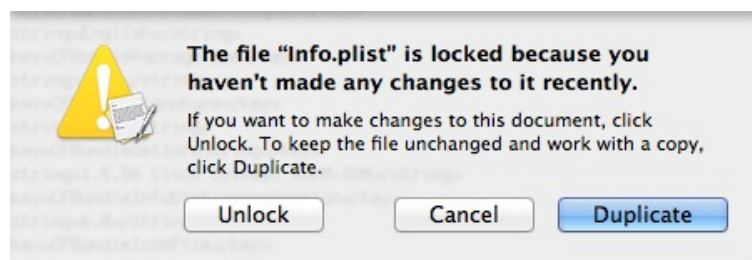 The file “Info.plist” is locked because you
haven't made any changes to it recently.
If you want to make changes to this document, click
Unlock. To keep the file unchanged and work with a copy,
click Duplicate.
Unlock
Cancel
Duplicate